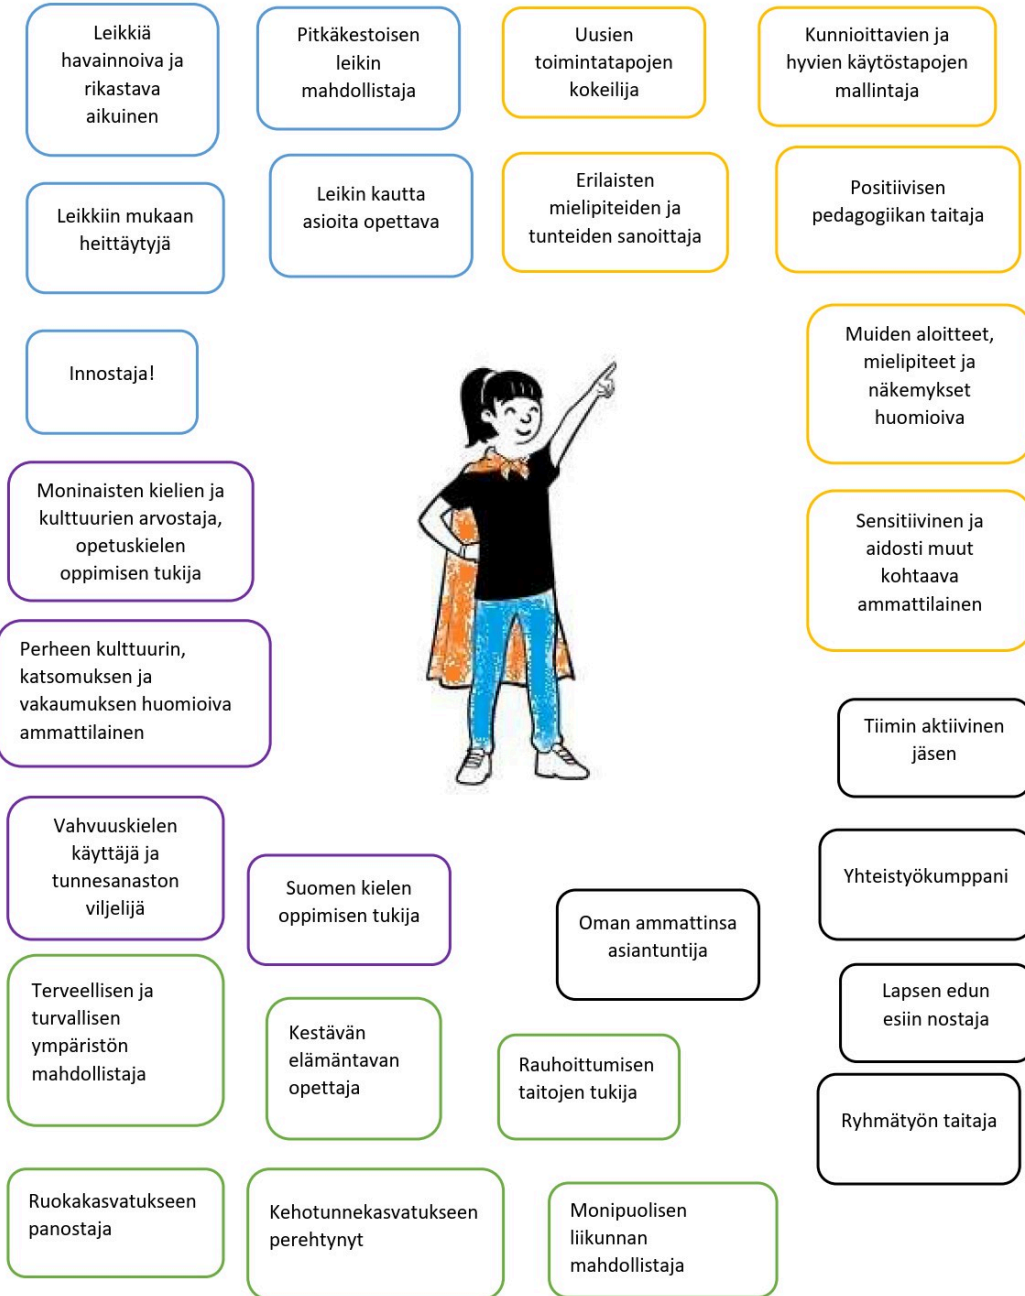 Leikkiä
havainnoiva ja
rikastava
aikuinen
Pitkäkestoisen
leikin
mahdollistaja
Uusien
toimintatapojen
kokeilija
Kunnioittavien ja
hyvien käytöstapojen
mallintaja
Leikkiin mukaan
heittäytyjä
Leikin kautta
asioita opettava
Erilaisten
mielipiteiden ja
tunteiden sanoittaja
Positiivisen
pedagogiikan taitaja
Innostaja!
Muiden aloitteet,
mielipiteet ja
näkemykset
huomioiva
Moninaisten kielien ja
kulttuurien arvostaja,
opetuskielen
oppimisen tukija
Sensitiivinen ja
aidosti muut
kohtaava
ammattilainen
Perheen kulttuurin,
katsomuksen ja
vakaumuksen huomioiva
ammattilainen
Tiimin aktiivinen
jäsen
Vahvuuskielen
käyttäjä ja
tunnesanaston
viljelijä
Suomen kielen
oppimisen tukija
Oman ammattinsa
asiantuntija
Yhteistyökumppani
Terveellisen ja
turvallisen
ympäristön
mahdollistaja
Kestävän
elämäntavan
opettaja
Rauhoittumisen
taitojen tukija
Lapsen edun
esiin nostaja
Ryhmätyön taitaja
Ruokakasvatukseen
panostaja
Kehotunnekasvatukseen
perehtynyt
Monipuolisen
liikunnan
mahdollistaja